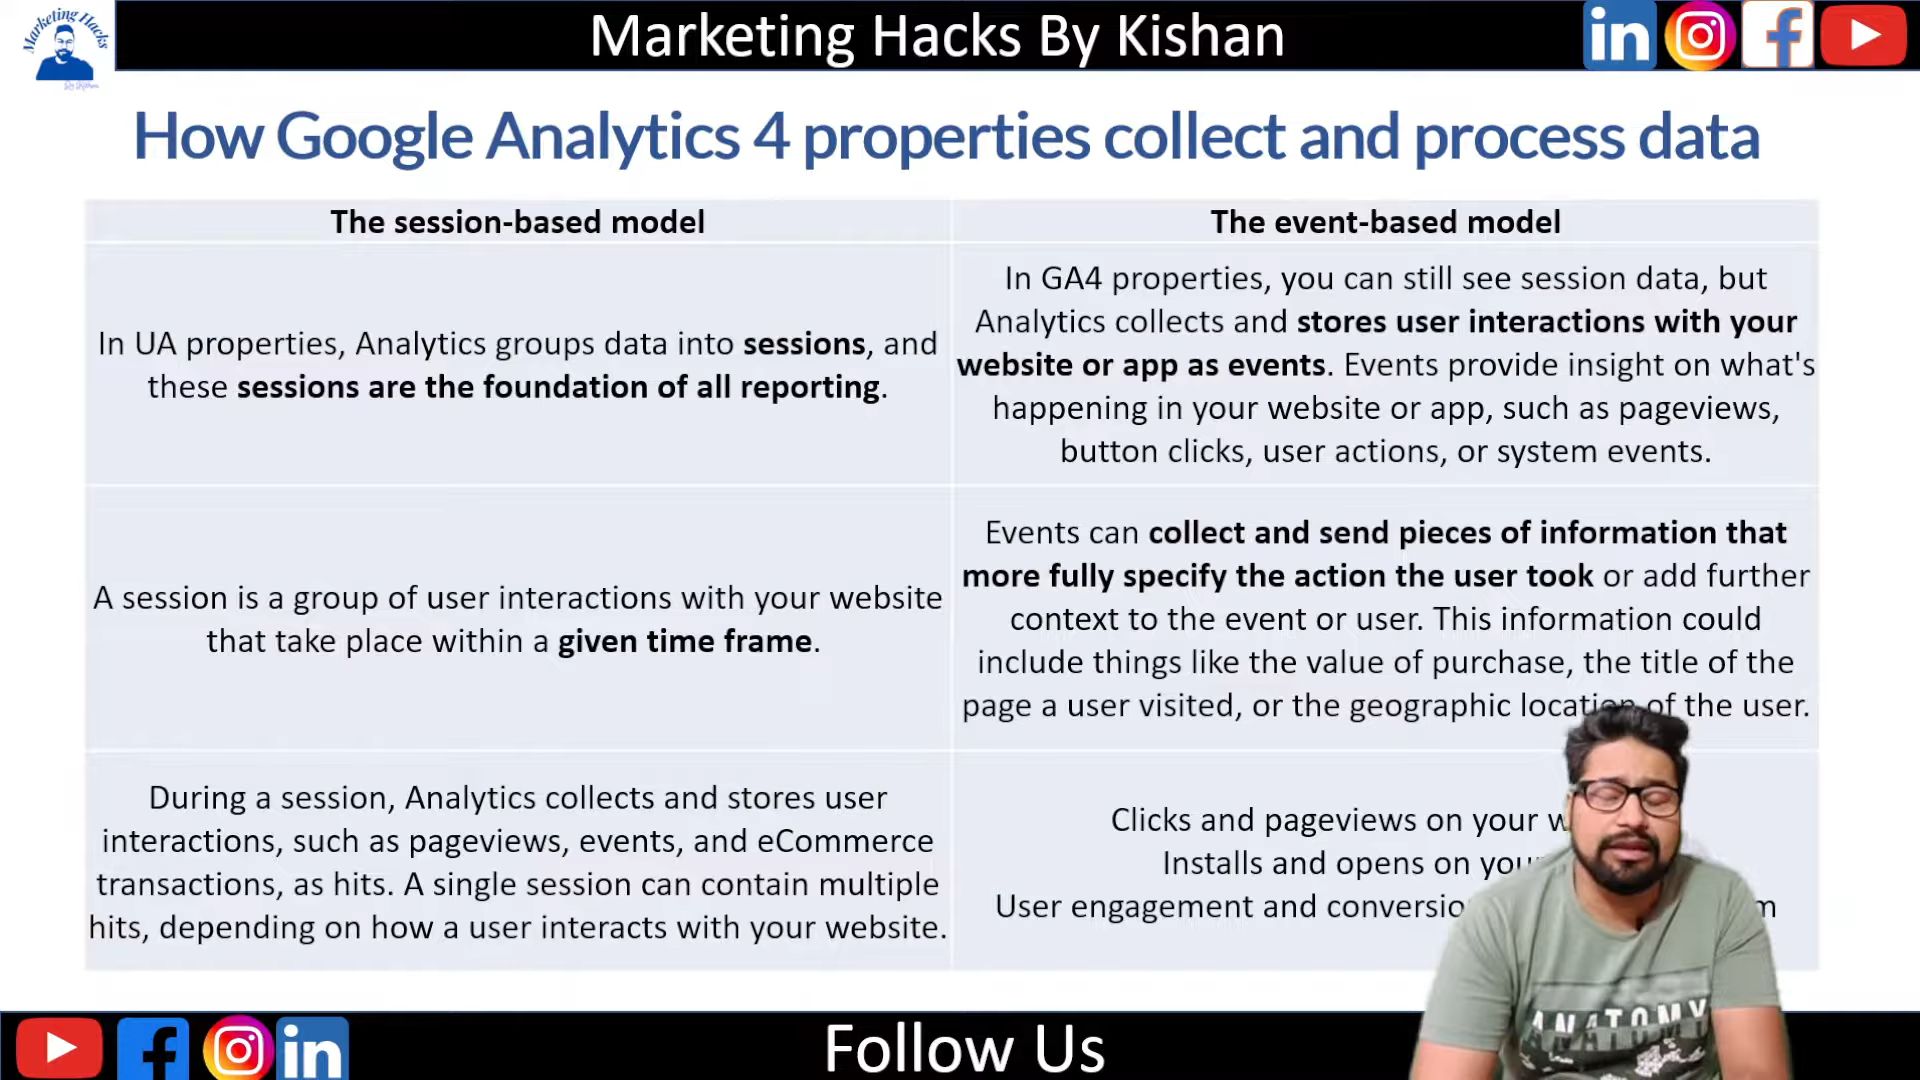 Marketing Hacks
Marketing Hacks By Kishan
How Google Analytics 4 properties collect and process data
The session-based model
The event-based model
In UA properties, Analytics groups data into sessions, and
these sessions are the foundation of all reporting.
In GA4 properties, you can still see session data, but
Analytics collects and stores user interactions with your
website or app as events. Events provide insight on what's
happening in your website or app, such as pageviews,
button clicks, user actions, or system events.
A session is a group of user interactions with your website
that take place within a given time frame.
Events can collect and send pieces of information that
more fully specify the action the user took or add further
context to the event or user. This information could
include things like the value of purchase, the title of the
page a user visited, or the geographic location of the user.
During a session, Analytics collects and stores user
interactions, such as pageviews, events, and eCommerce
transactions, as hits. A single session can contain multiple
hits, depending on how a user interacts with your website.
Clicks and pageviews on your
Installs and opens on
User engagement and
ANATOMY
Follow Us